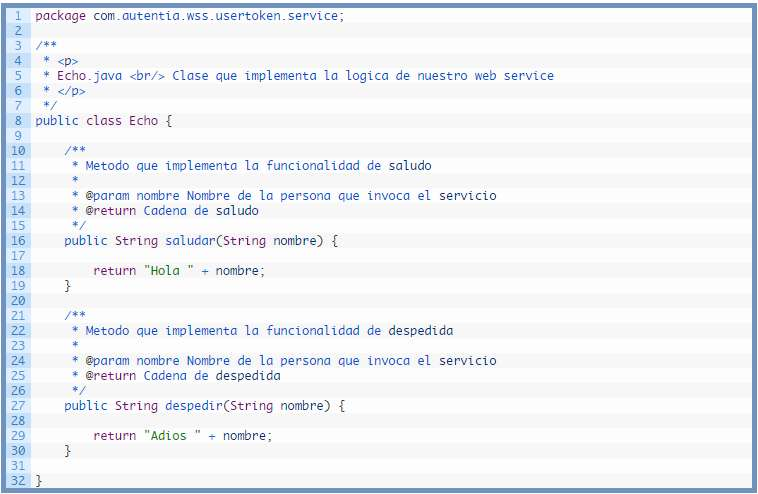 1 package com.autentia.wss.usertoken.service;
2
3 /**
4  * <p>
5  * Echo.java <br/> Clase que implementa la logica de nuestro web service
6  * </p>
7  */
8 public class Echo {
9
10     /**
11      * Metodo que implementa la funcionalidad de saludo
12      *
13      * @param nombre Nombre de la persona que invoca el servicio
14      * @return Cadena de saludo
15      */
16     public String saludar(String nombre) {
17
18         return "Hola " + nombre;
19     }
20
21     /**
22      * Metodo que implementa la funcionalidad de despedida
23      *
24      * @param nombre Nombre de la persona que invoca el servicio
25      * @return Cadena de despedida
26      */
27     public String despedir(String nombre) {
28
29         return "Adios " + nombre;
30     }
31
32 }